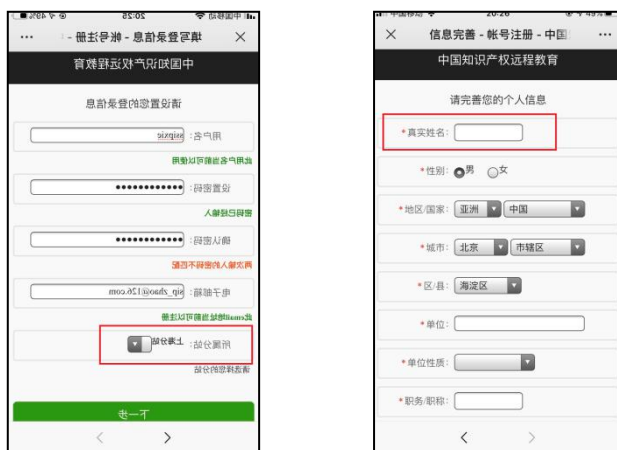 中国移动 20:25 49%
填写登录信息 - 帐号注册 -
中国知识产权远程教育
请设置您的登录信息
用户名:
此用户名当前可以使用
设置密码: ●●●●●●●●●●●●
密码已经输入
确认密码: ●●●●●●●●●●●●
两次输入的密码不匹配
电子邮箱: sip_zhao@126.com
此email地址当前可以注册
所属分站: 上海分站
请选择您的分站
下一步
20:26
信息完善 - 帐号注册 - 中国
中国知识产权远程教育
请完善您的个人信息
*真实姓名:
*性别: 男 女
*地区/国家: 亚洲 中国
*城市: 北京 市辖区
*区/县: 海淀区
*单位:
*单位性质:
*职务/职称: